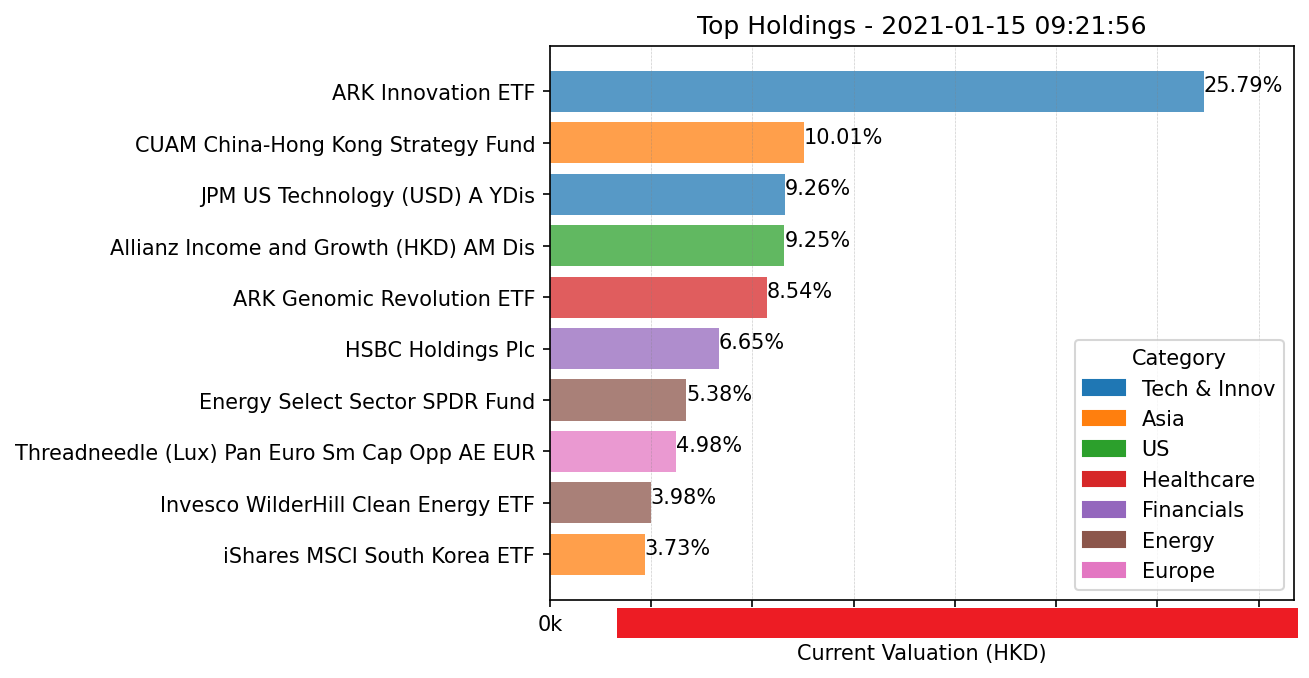 Top Holdings - 2021-01-15 09:21:56
ARK Innovation ETF 25.79%
CUAM China-Hong Kong Strategy Fund 10.01%
JPM US Technology (USD) A YDis 9.26%
Allianz Income and Growth (HKD) AM Dis 9.25%
ARK Genomic Revolution ETF 8.54%
HSBC Holdings Plc 6.65%
Energy Select Sector SPDR Fund 5.38%
Threadneedle (Lux) Pan Euro Sm Cap Opp AE EUR 4.98%
Invesco WilderHill Clean Energy ETF 3.98%
iShares MSCI South Korea ETF 3.73%
Category
Tech & Innov
Asia
US
Healthcare
Financials
Energy
Europe
0k
Current Valuation (HKD)